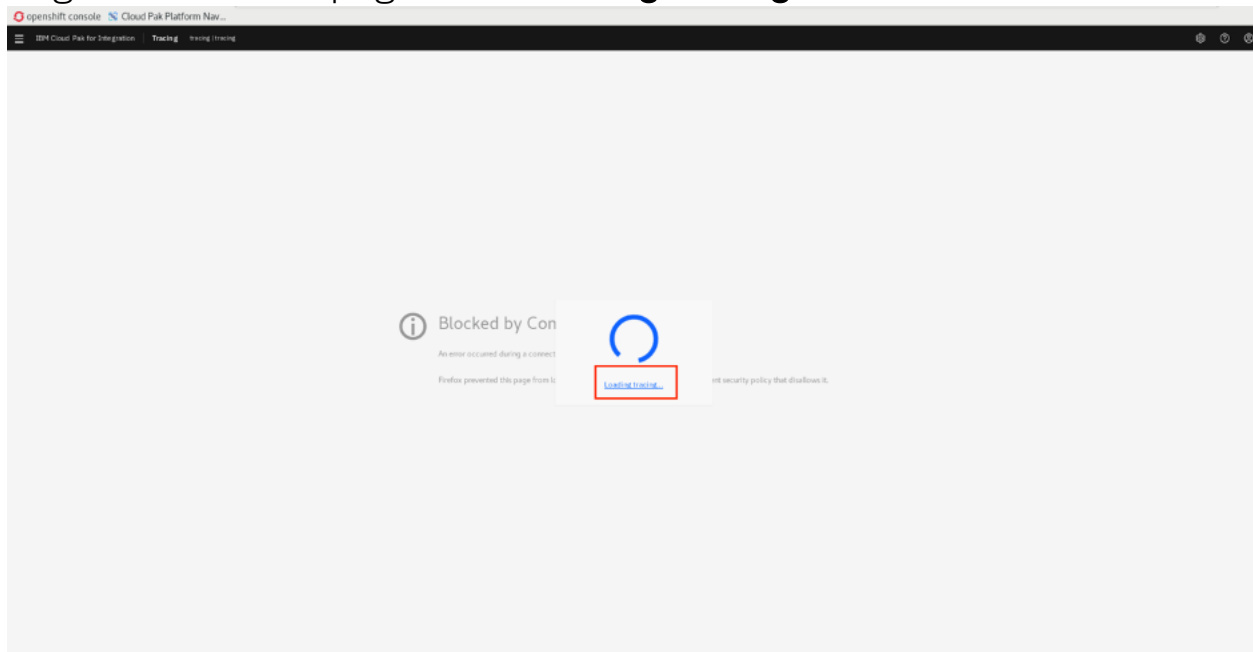 openshift console Cloud Pak Platform Nav...
IBM Cloud Pak for Integration Tracing tracing | tracing
Blocked by Con
An error occurred during a connect
Firefox prevented this page from lo
Loading tracing...
nt security policy that disallows it.